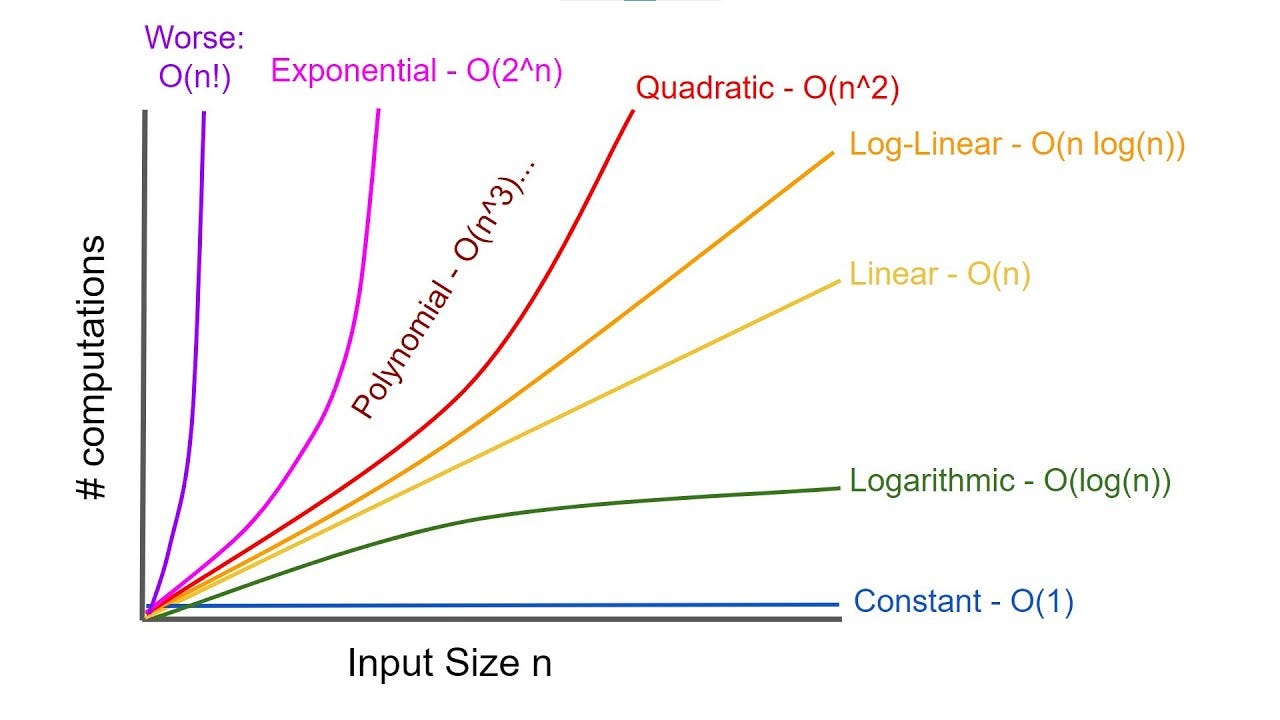 Worse:
O(n!)
Exponential - O(2^n)
Quadratic - O(n^2)
Log-Linear - O(n log(n))
Polynomial - O(n^3)...
Linear - O(n)
# computations
Logarithmic - O(log(n))
Constant - O(1)
Input Size n